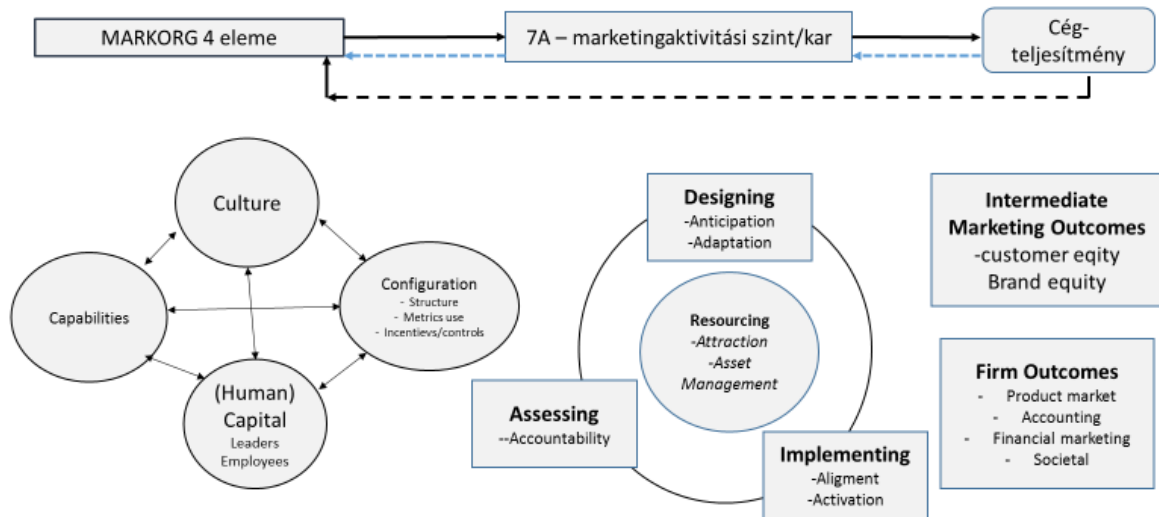 MARKORG 4 eleme
7A – marketingaktivitási szint/kar
Cég-
teljesítmény
Culture
Capabilities
Configuration
- Structure
- Metrics use
- Incentievs/controls
(Human)
Capital
Leaders
Employees
Designing
-Anticipation
-Adaptation
Resourcing
-Attraction
-Asset
Management
Assessing
--Accountability
Implementing
-Aligment
-Activation
Intermediate
Marketing Outcomes
-customer eqity
Brand equity
Firm Outcomes
- Product market
- Accounting
- Financial marketing
- Societal